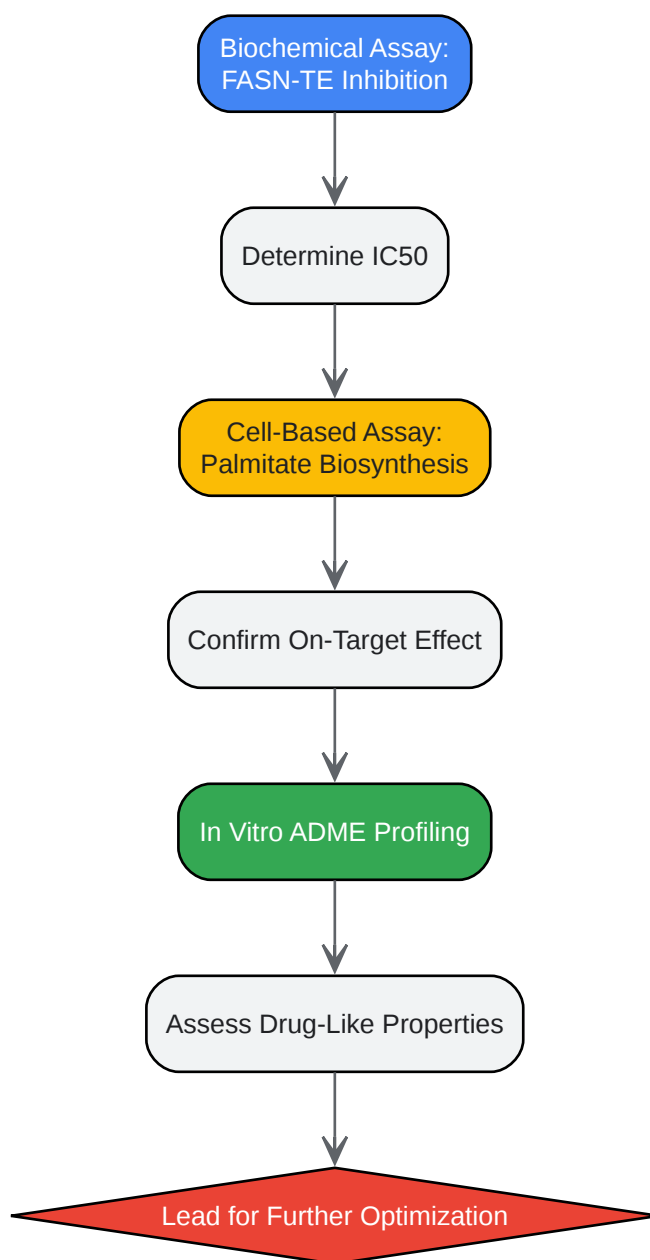 Biochemical Assay:
FASN-TE Inhibition
Determine IC50
Cell-Based Assay:
Palmitate Biosynthesis
Confirm On-Target Effect
In Vitro ADME Profiling
Assess Drug-Like Properties
Lead for Further Optimization